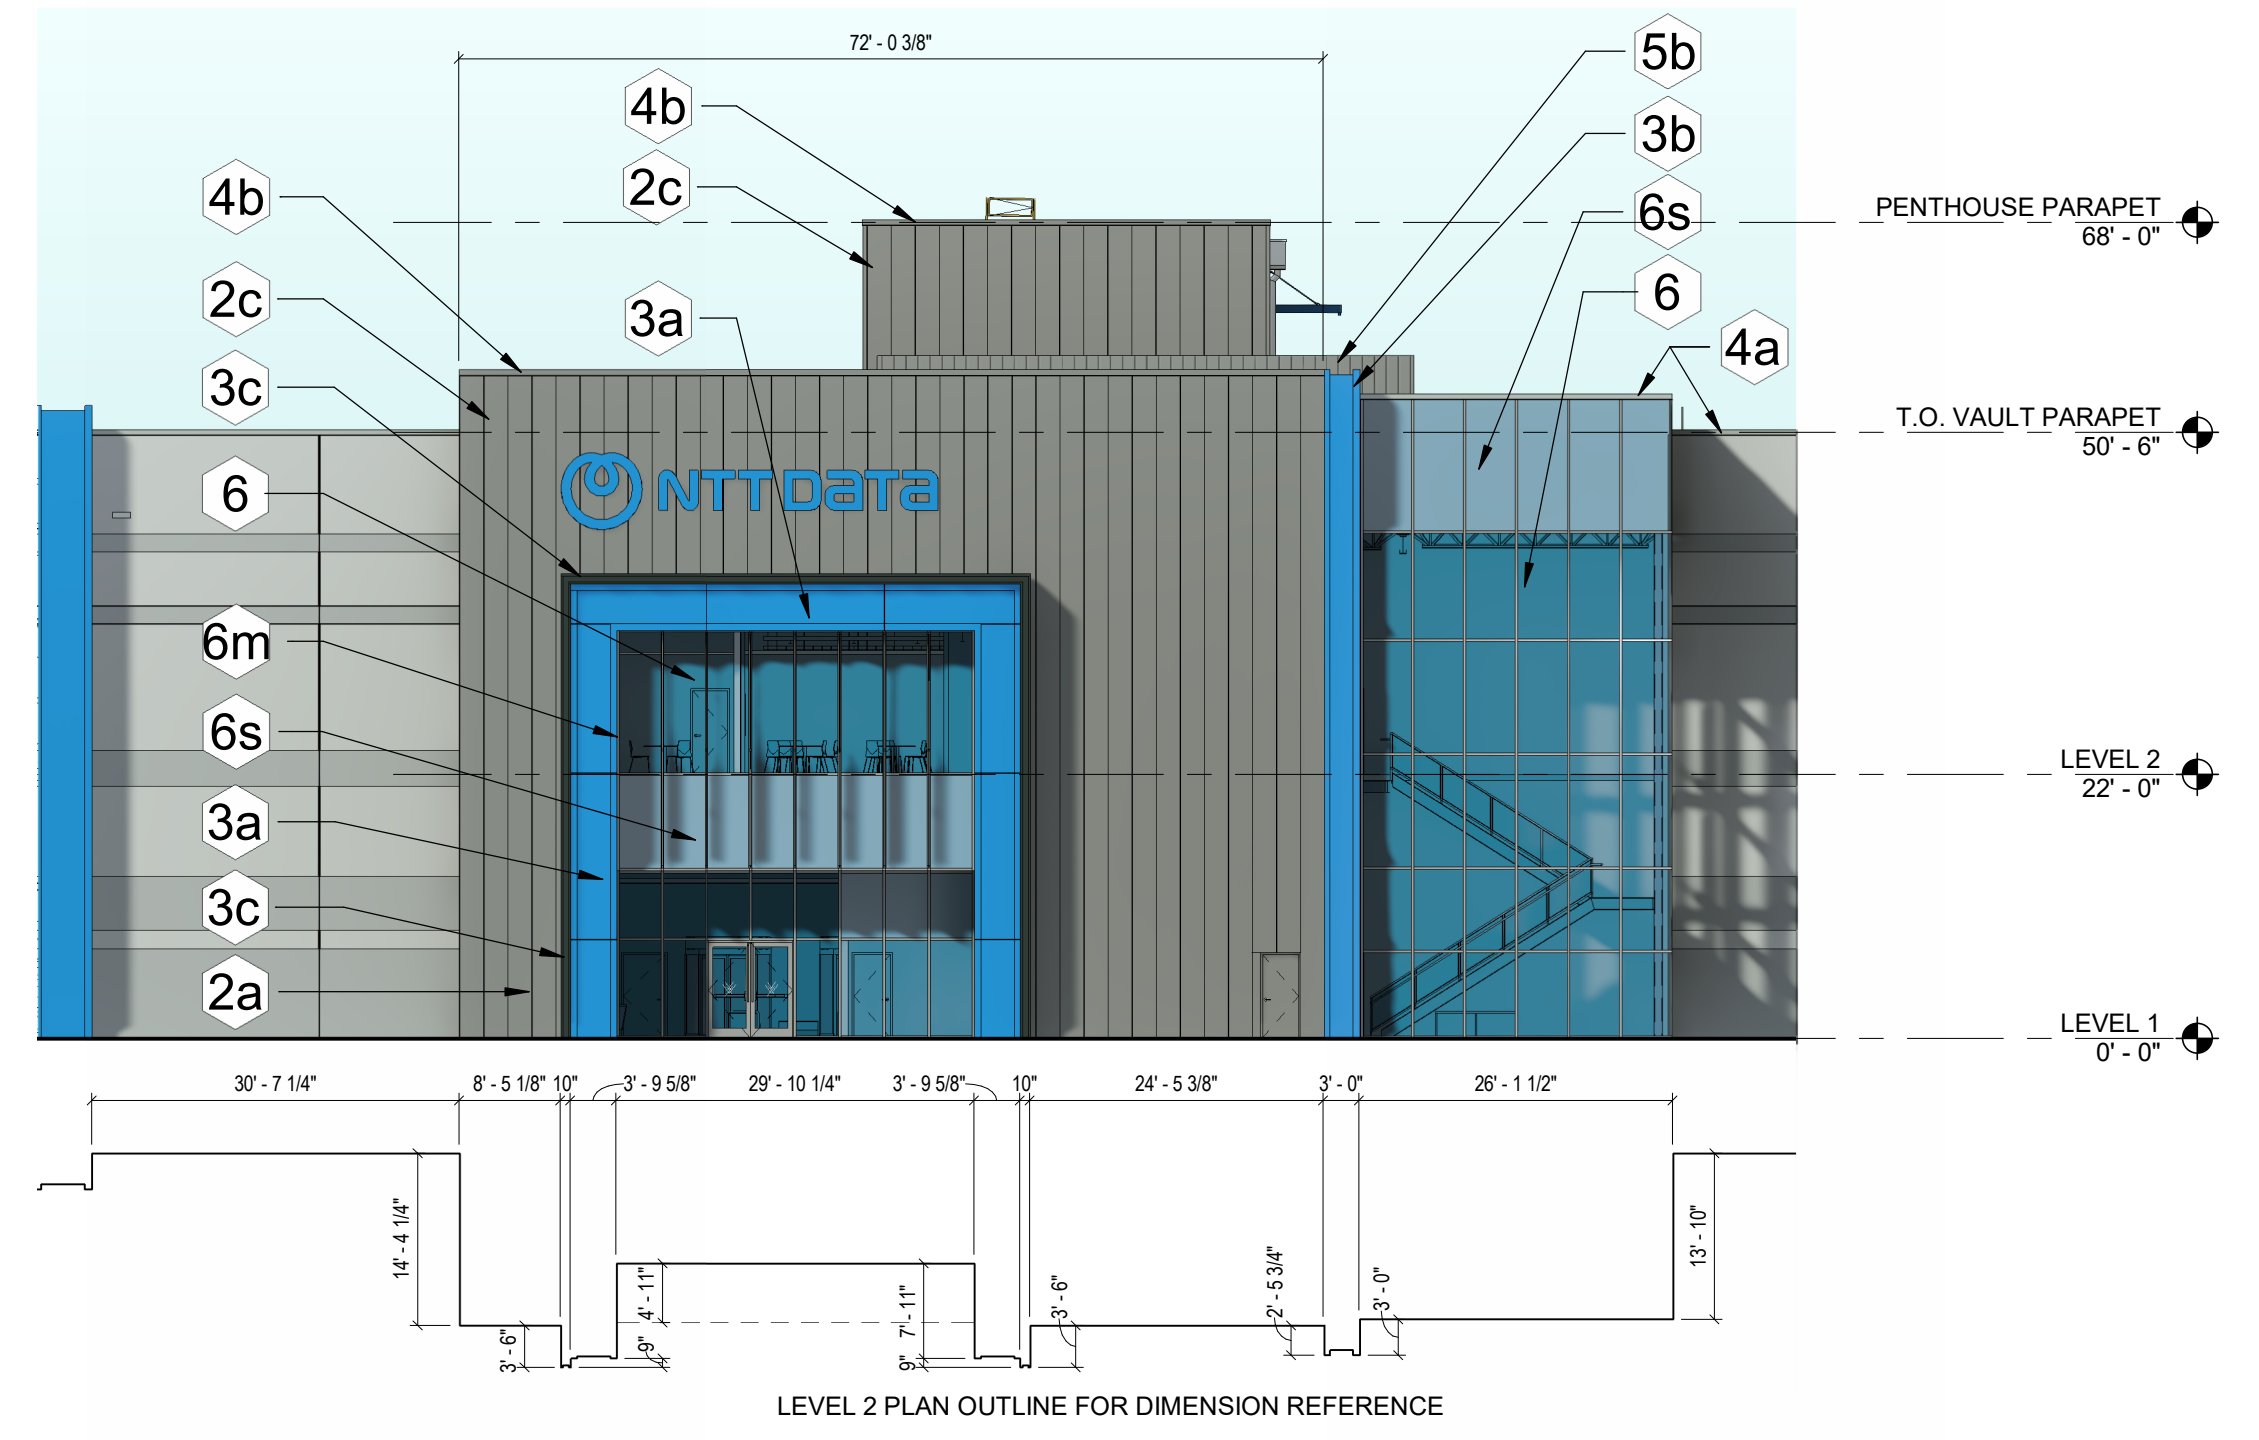 72' - 0 3/8"
5b
4b
3b
2c
4b
6s
PENTHOUSE PARAPET
68' - 0"
2c
6
3a
4a
3c
T.O. VAULT PARAPET
50' - 6"
6
NTT DATA
6m
6s
LEVEL 2
22' - 0"
3a
3c
2a
LEVEL 1
0' - 0"
30' - 7 1/4" 8' - 5 1/8" 10" 3' - 9 5/8" 29' - 10 1/4" 3' - 9 5/8" 10" 24' - 5 3/8" 3' - 0" 26' - 1 1/2"
14' - 4 1/4"
3' - 6"
4' - 11"
9"
7' - 11"
9"
3' - 6"
2' - 5 3/4"
3' - 0"
13' - 10"
LEVEL 2 PLAN OUTLINE FOR DIMENSION REFERENCE